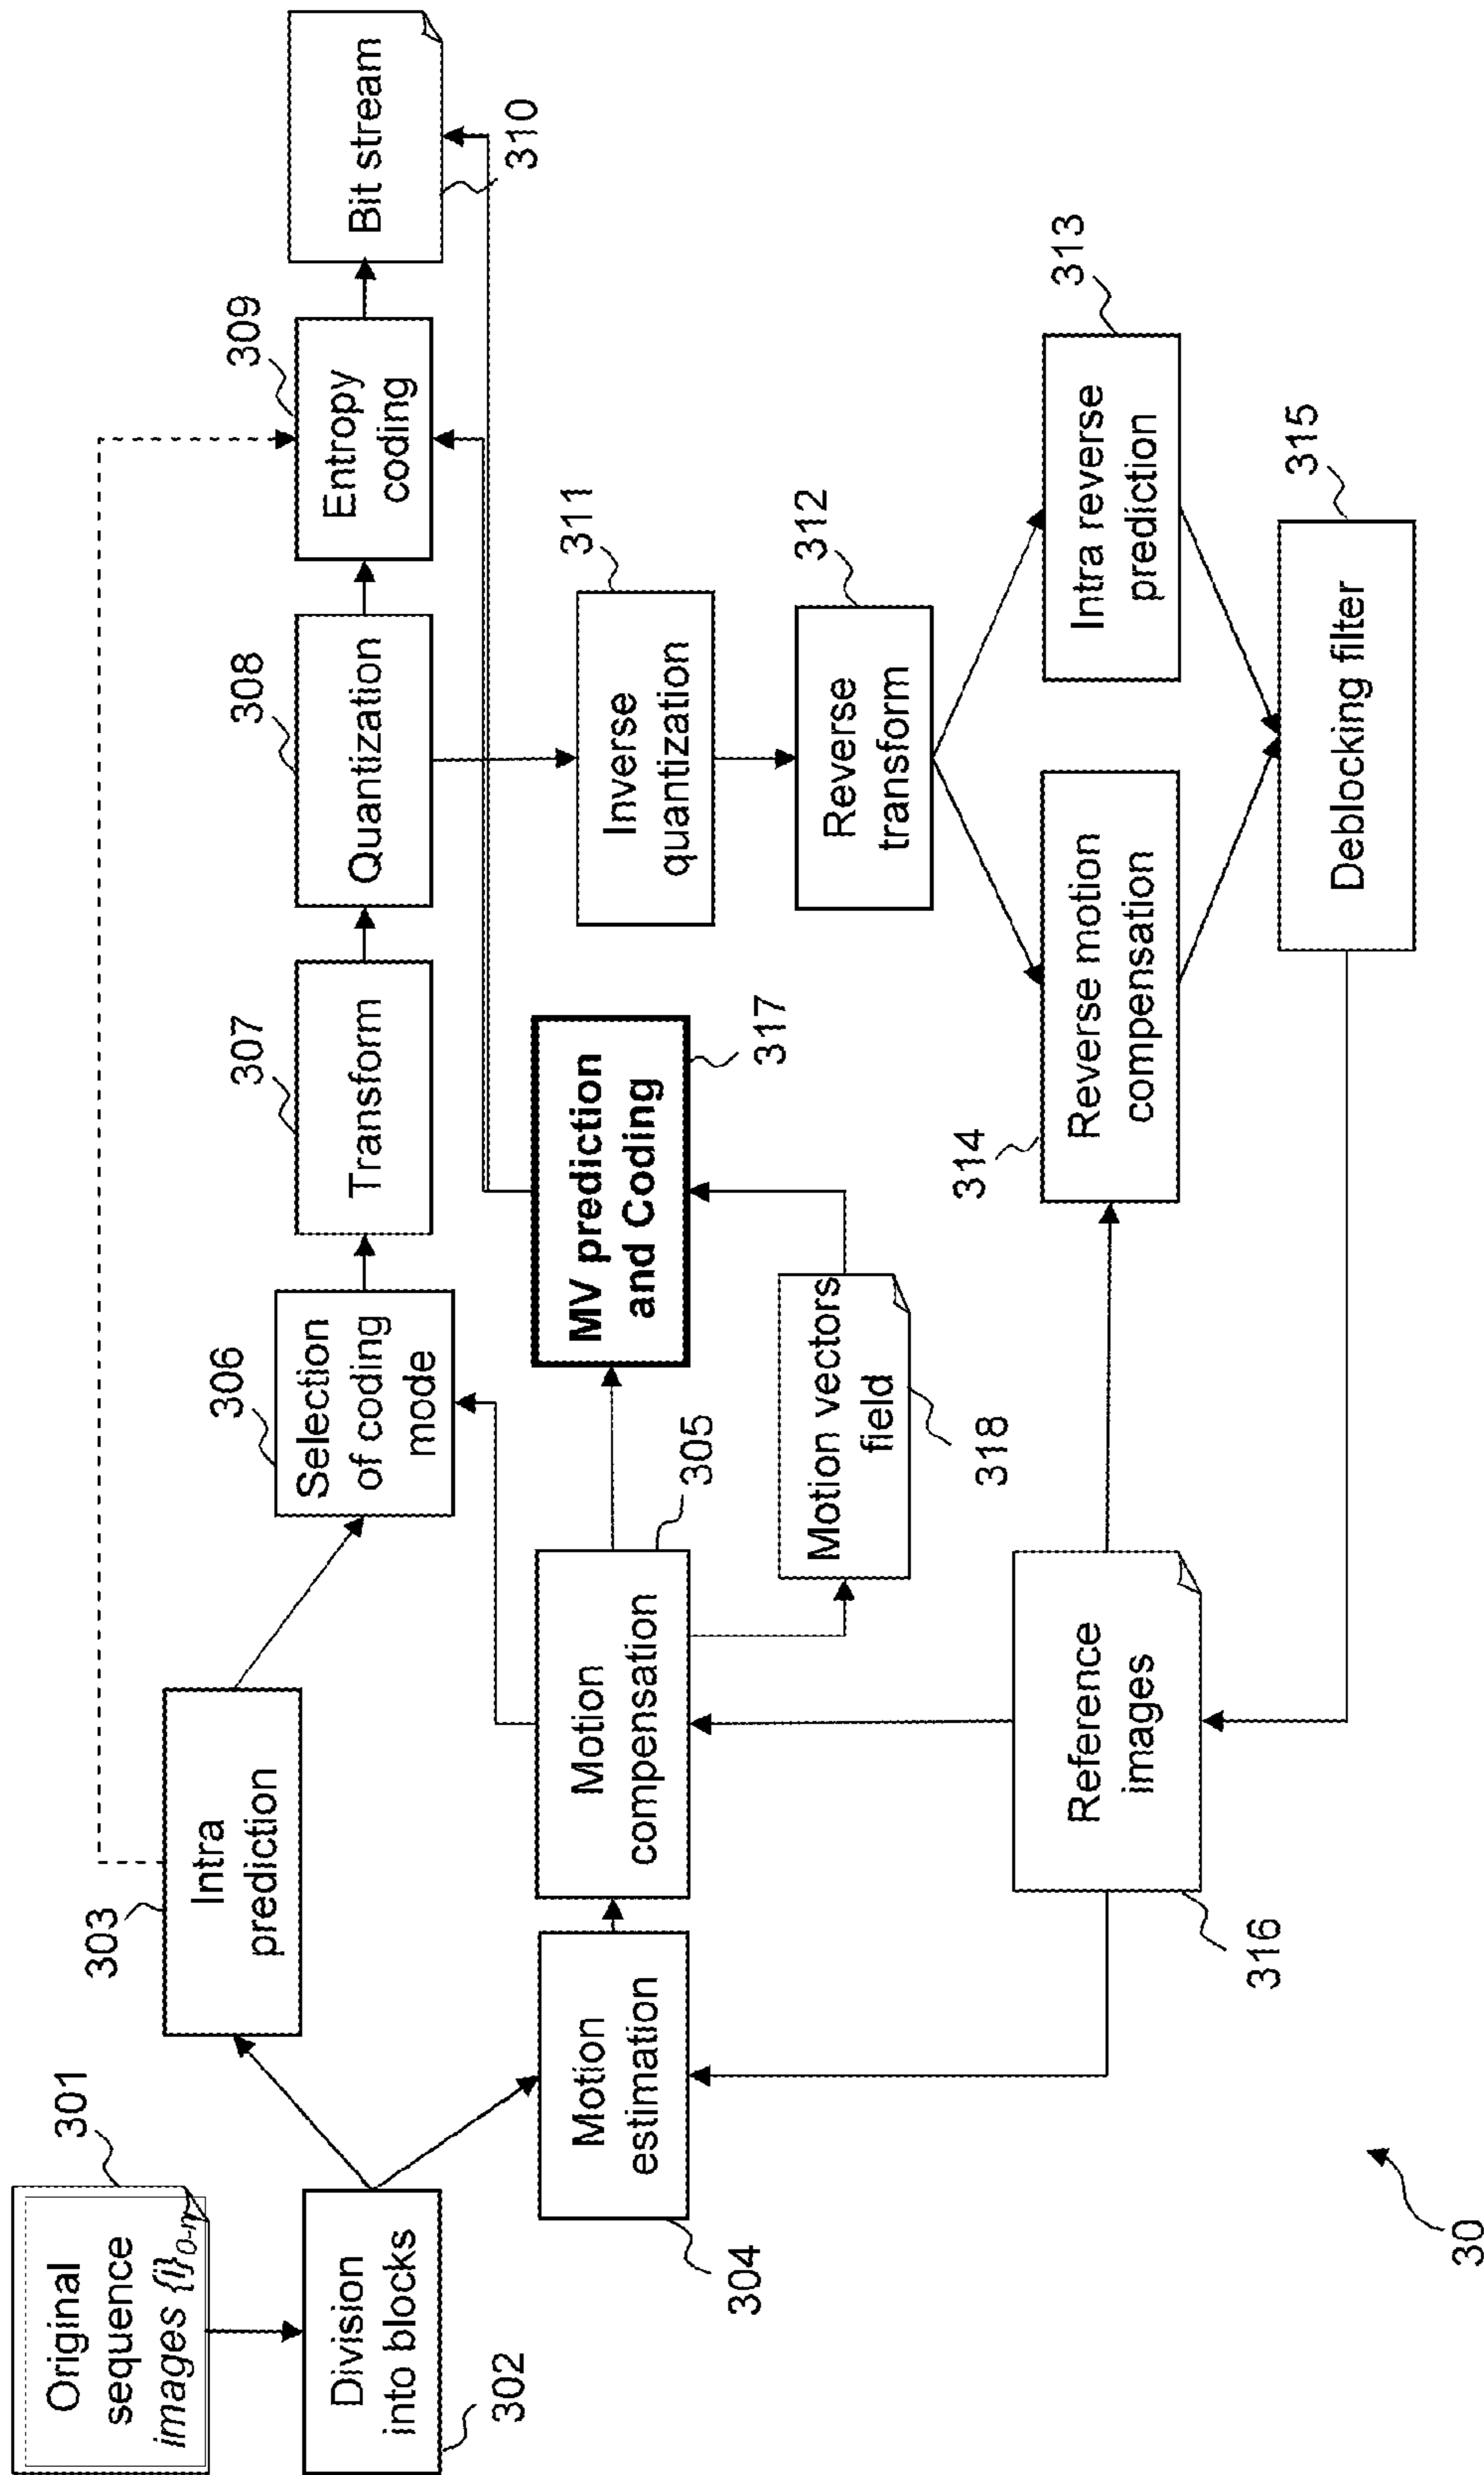 Original
sequence
images {i}0-n
301
Division
into blocks
302
Intra
prediction
303
Motion
estimation
304
Motion
compensation
305
Selection
of coding
mode
306
Transform
307
Quantization
308
Entropy
coding
309
Bit stream
310
Inverse
quantization
311
Reverse
transform
312
Intra reverse
prediction
313
Reverse motion
compensation
314
Deblocking filter
315
Reference
images
316
MV prediction
and Coding
317
Motion vectors
field
318
30